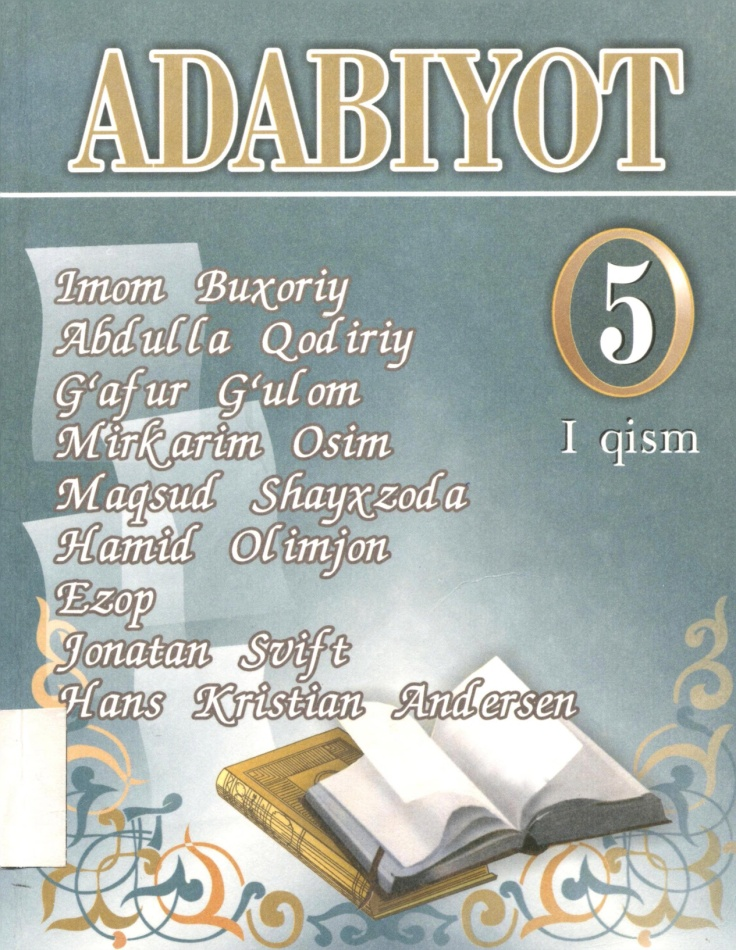 ADABIYOT
5
I qism
Imom Buxoriy
Abdulla Qodiriy
G‘afur G‘ulom
Mirkarim Osim
Maqsud Shayxzoda
Hamid Olimjon
Ezop
Jonatan Svift
Hans Kristian Andersen